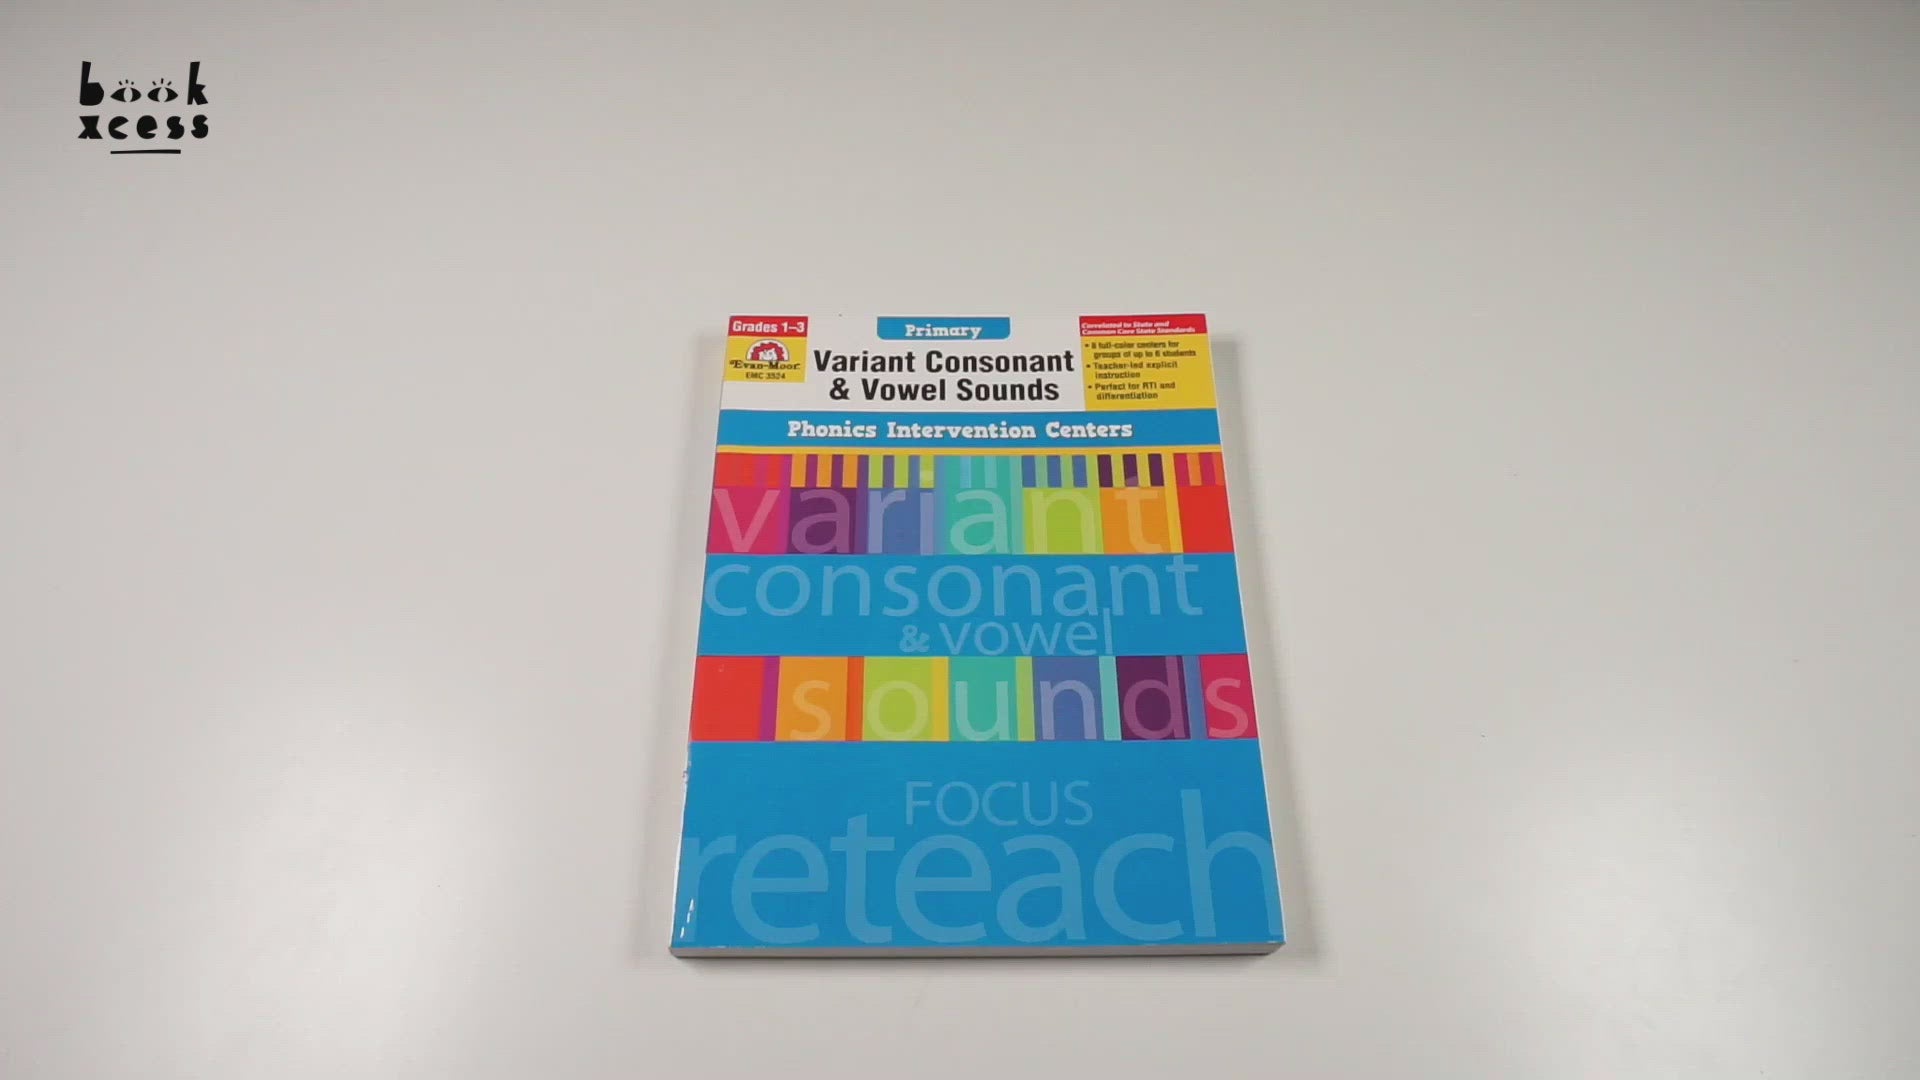 book
xcess
Grades 1–3
Evan-Moor
EMC 3524
Primary
Variant Consonant
& Vowel Sounds
Correlated to State and
Common Core State Standards
• 8 full-color centers for
groups of up to 6 students
• Teacher-led explicit
instruction
• Perfect for RTI and
differentiation
Phonics Intervention Centers
variant
consonant
& vowel
sounds
FOCUS
reteach